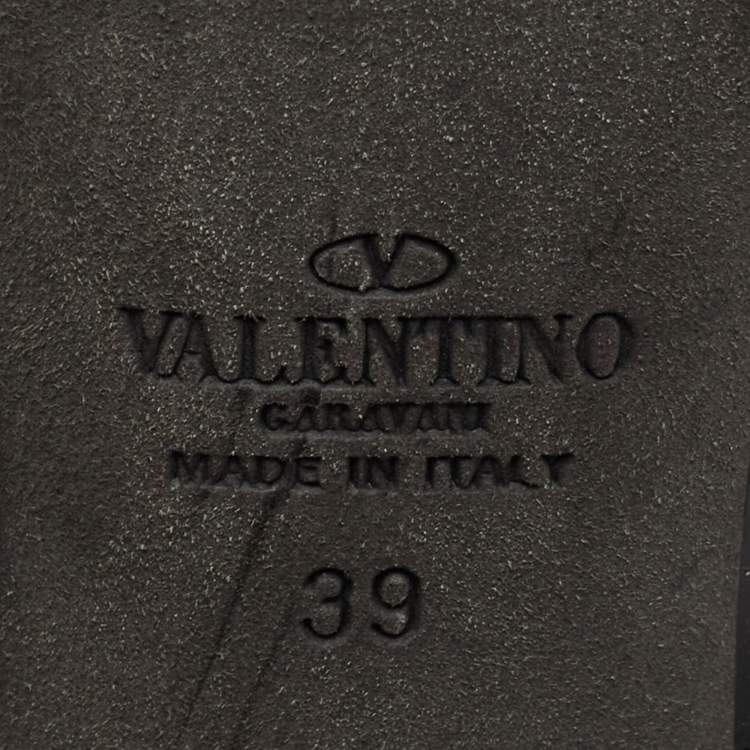 V
VALENTINO
GARAVANI
MADE IN ITALY
39